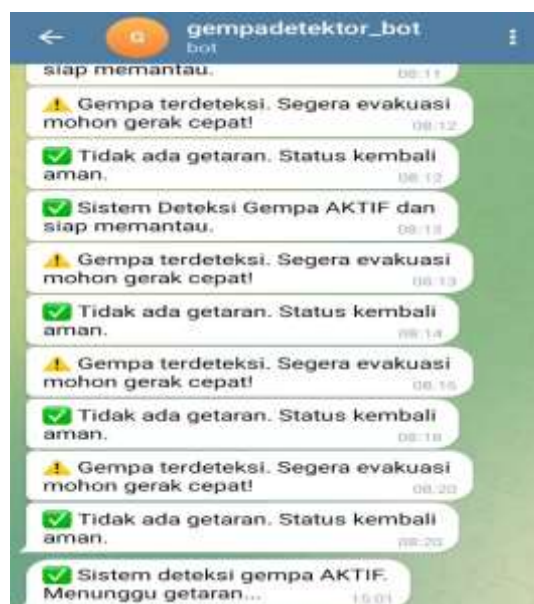 gempadetektor_bot
G
bot
siap memantau.
08:11
⚠️ Gempa terdeteksi. Segera evakuasi
mohon gerak cepat!
08:12
✅ Tidak ada getaran. Status kembali
aman.
08:12
✅ Sistem Deteksi Gempa AKTIF dan
siap memantau.
08:13
⚠️ Gempa terdeteksi. Segera evakuasi
mohon gerak cepat!
08:13
✅ Tidak ada getaran. Status kembali
aman.
08:14
⚠️ Gempa terdeteksi. Segera evakuasi
mohon gerak cepat!
✅ Tidak ada getaran. Status kembali
aman.
⚠️ Gempa terdeteksi. Segera evakuasi
mohon gerak cepat!
08:20
✅ Tidak ada getaran. Status kembali
aman.
08:20
✅ Sistem deteksi gempa AKTIF.
Menunggu getaran...
15:01